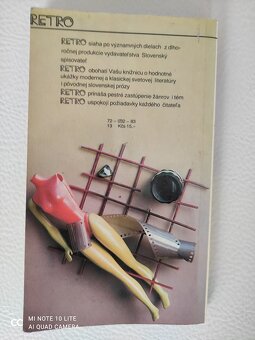 RETRO
RETRO siaha po významných dielach z dlho-
ročnej produkcie vydavateľstva Slovenský
spisovateľ
RETRO obohatí Vašu knižnicu o hodnotné
ukážky modernej a klasickej svetovej literatúry
i pôvodnej slovenskej prózy
RETRO prináša pestré zastúpenie žánrov i tém
RETRO uspokojí požiadavky každého čitateľa
72 – 020 – 83
13 Kčs 15,–
MI NOTE 10 LITE
AI QUAD CAMERA